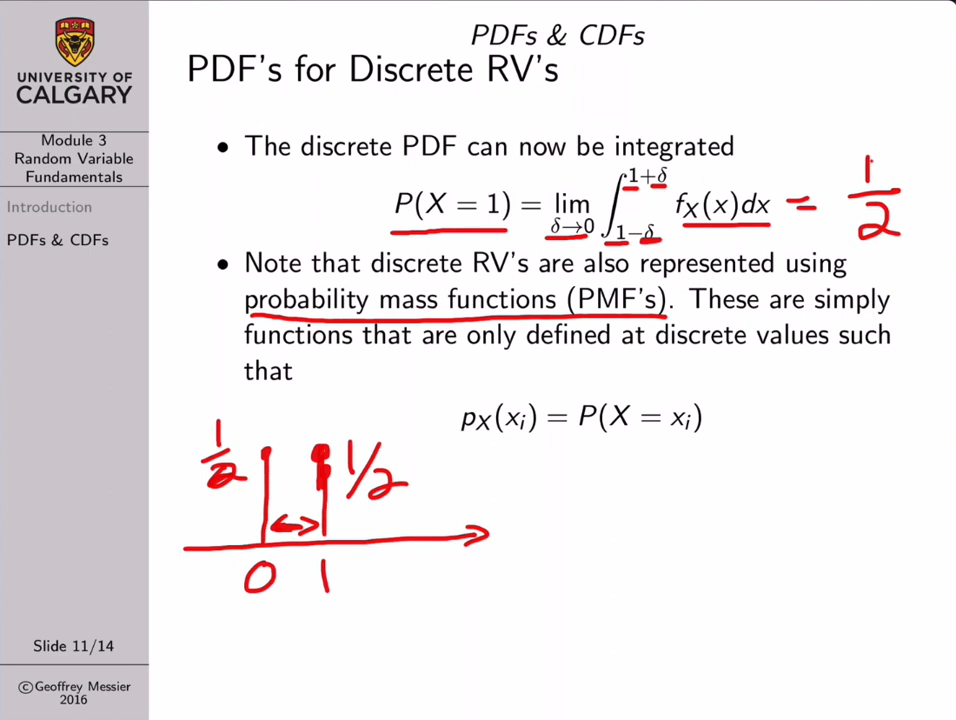 PDFs & CDFs
UNIVERSITY OF
CALGARY
PDF's for Discrete RV's
Module 3
Random Variable
Fundamentals
Introduction
PDFs & CDFs
• The discrete PDF can now be integrated
P(X = 1) = lim_{δ→0} ∫_{1−δ}^{1+δ} f_X(x)dx = 1/2
• Note that discrete RV's are also represented using
probability mass functions (PMF's). These are simply
functions that are only defined at discrete values such
that
p_X(x_i) = P(X = x_i)
1/2 1/2
0 1
Slide 11/14
©Geoffrey Messier
2016